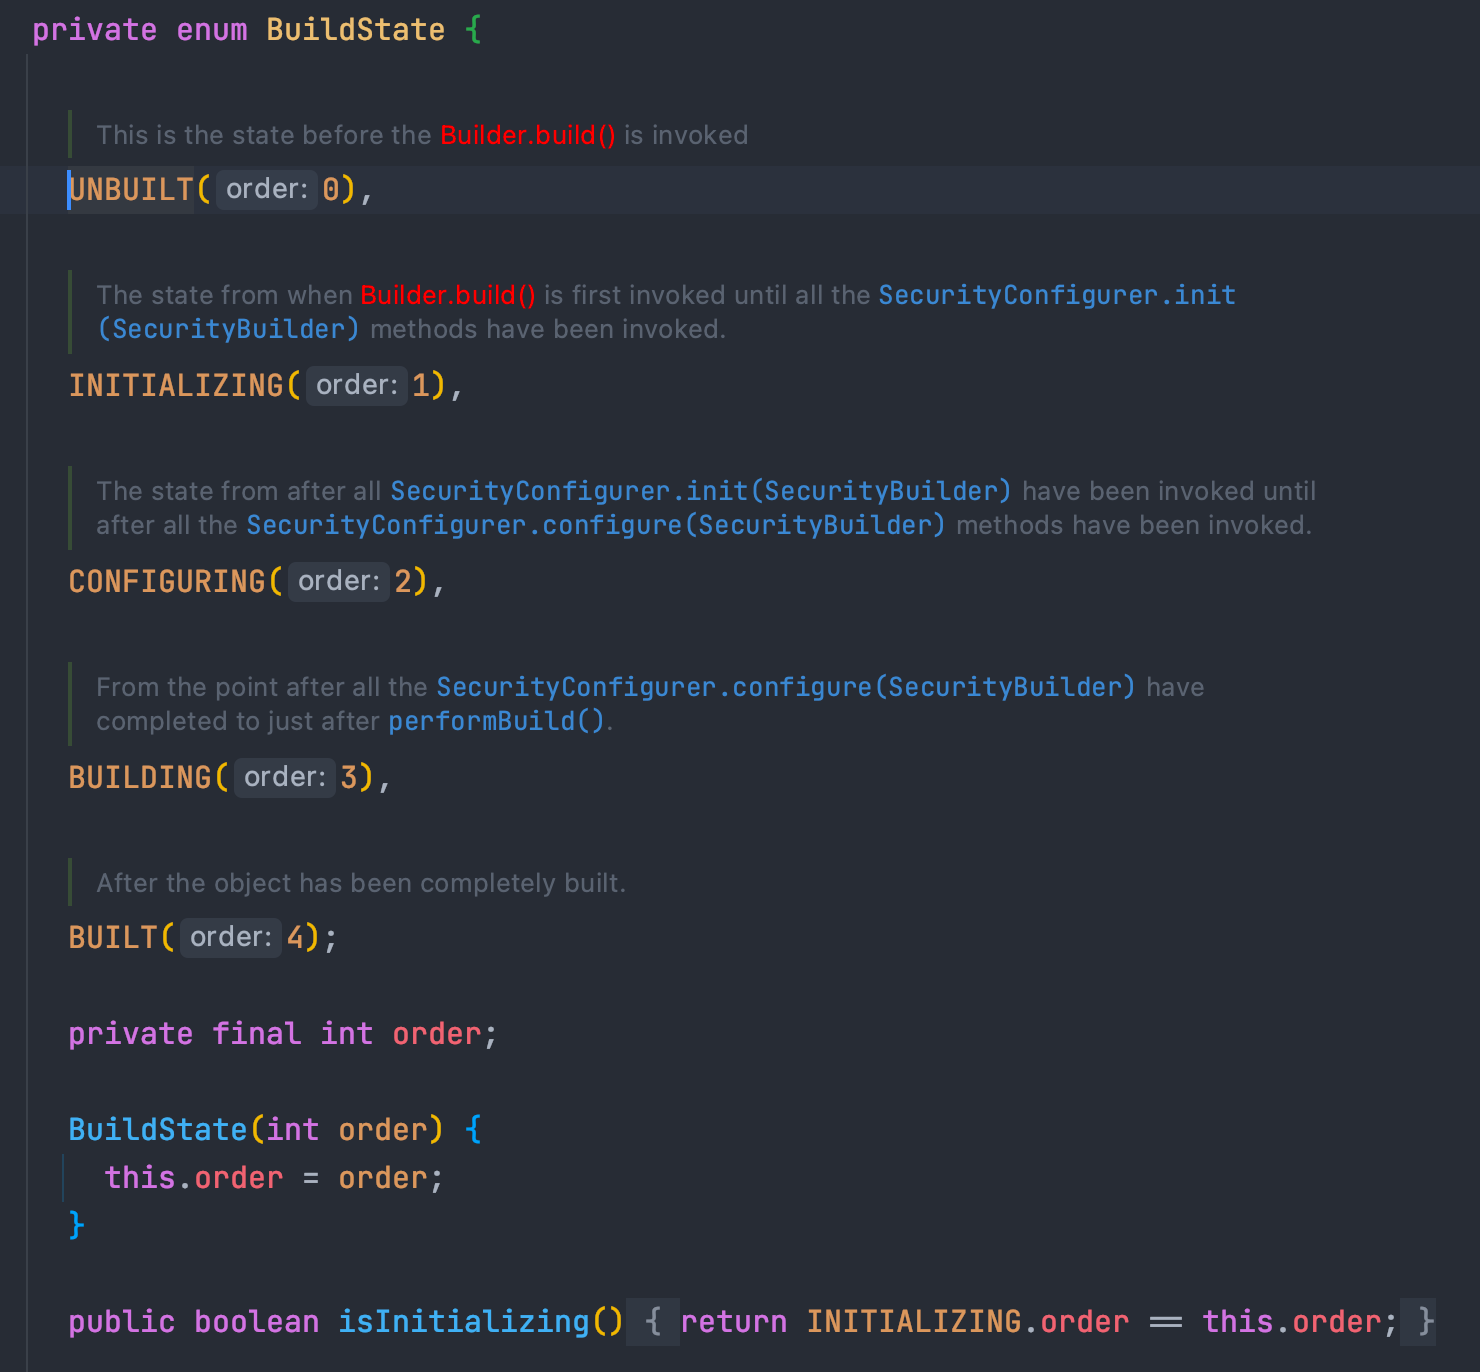 private enum BuildState {
This is the state before the Builder.build() is invoked
UNBUILT( order: 0),
The state from when Builder.build() is first invoked until all the SecurityConfigurer.init
(SecurityBuilder) methods have been invoked.
INITIALIZING( order: 1),
The state from after all SecurityConfigurer.init(SecurityBuilder) have been invoked until
after all the SecurityConfigurer.configure(SecurityBuilder) methods have been invoked.
CONFIGURING( order: 2),
From the point after all the SecurityConfigurer.configure(SecurityBuilder) have
completed to just after performBuild().
BUILDING( order: 3),
After the object has been completely built.
BUILT( order: 4);
private final int order;
BuildState(int order) {
this.order = order;
}
public boolean isInitializing() { return INITIALIZING.order == this.order; }